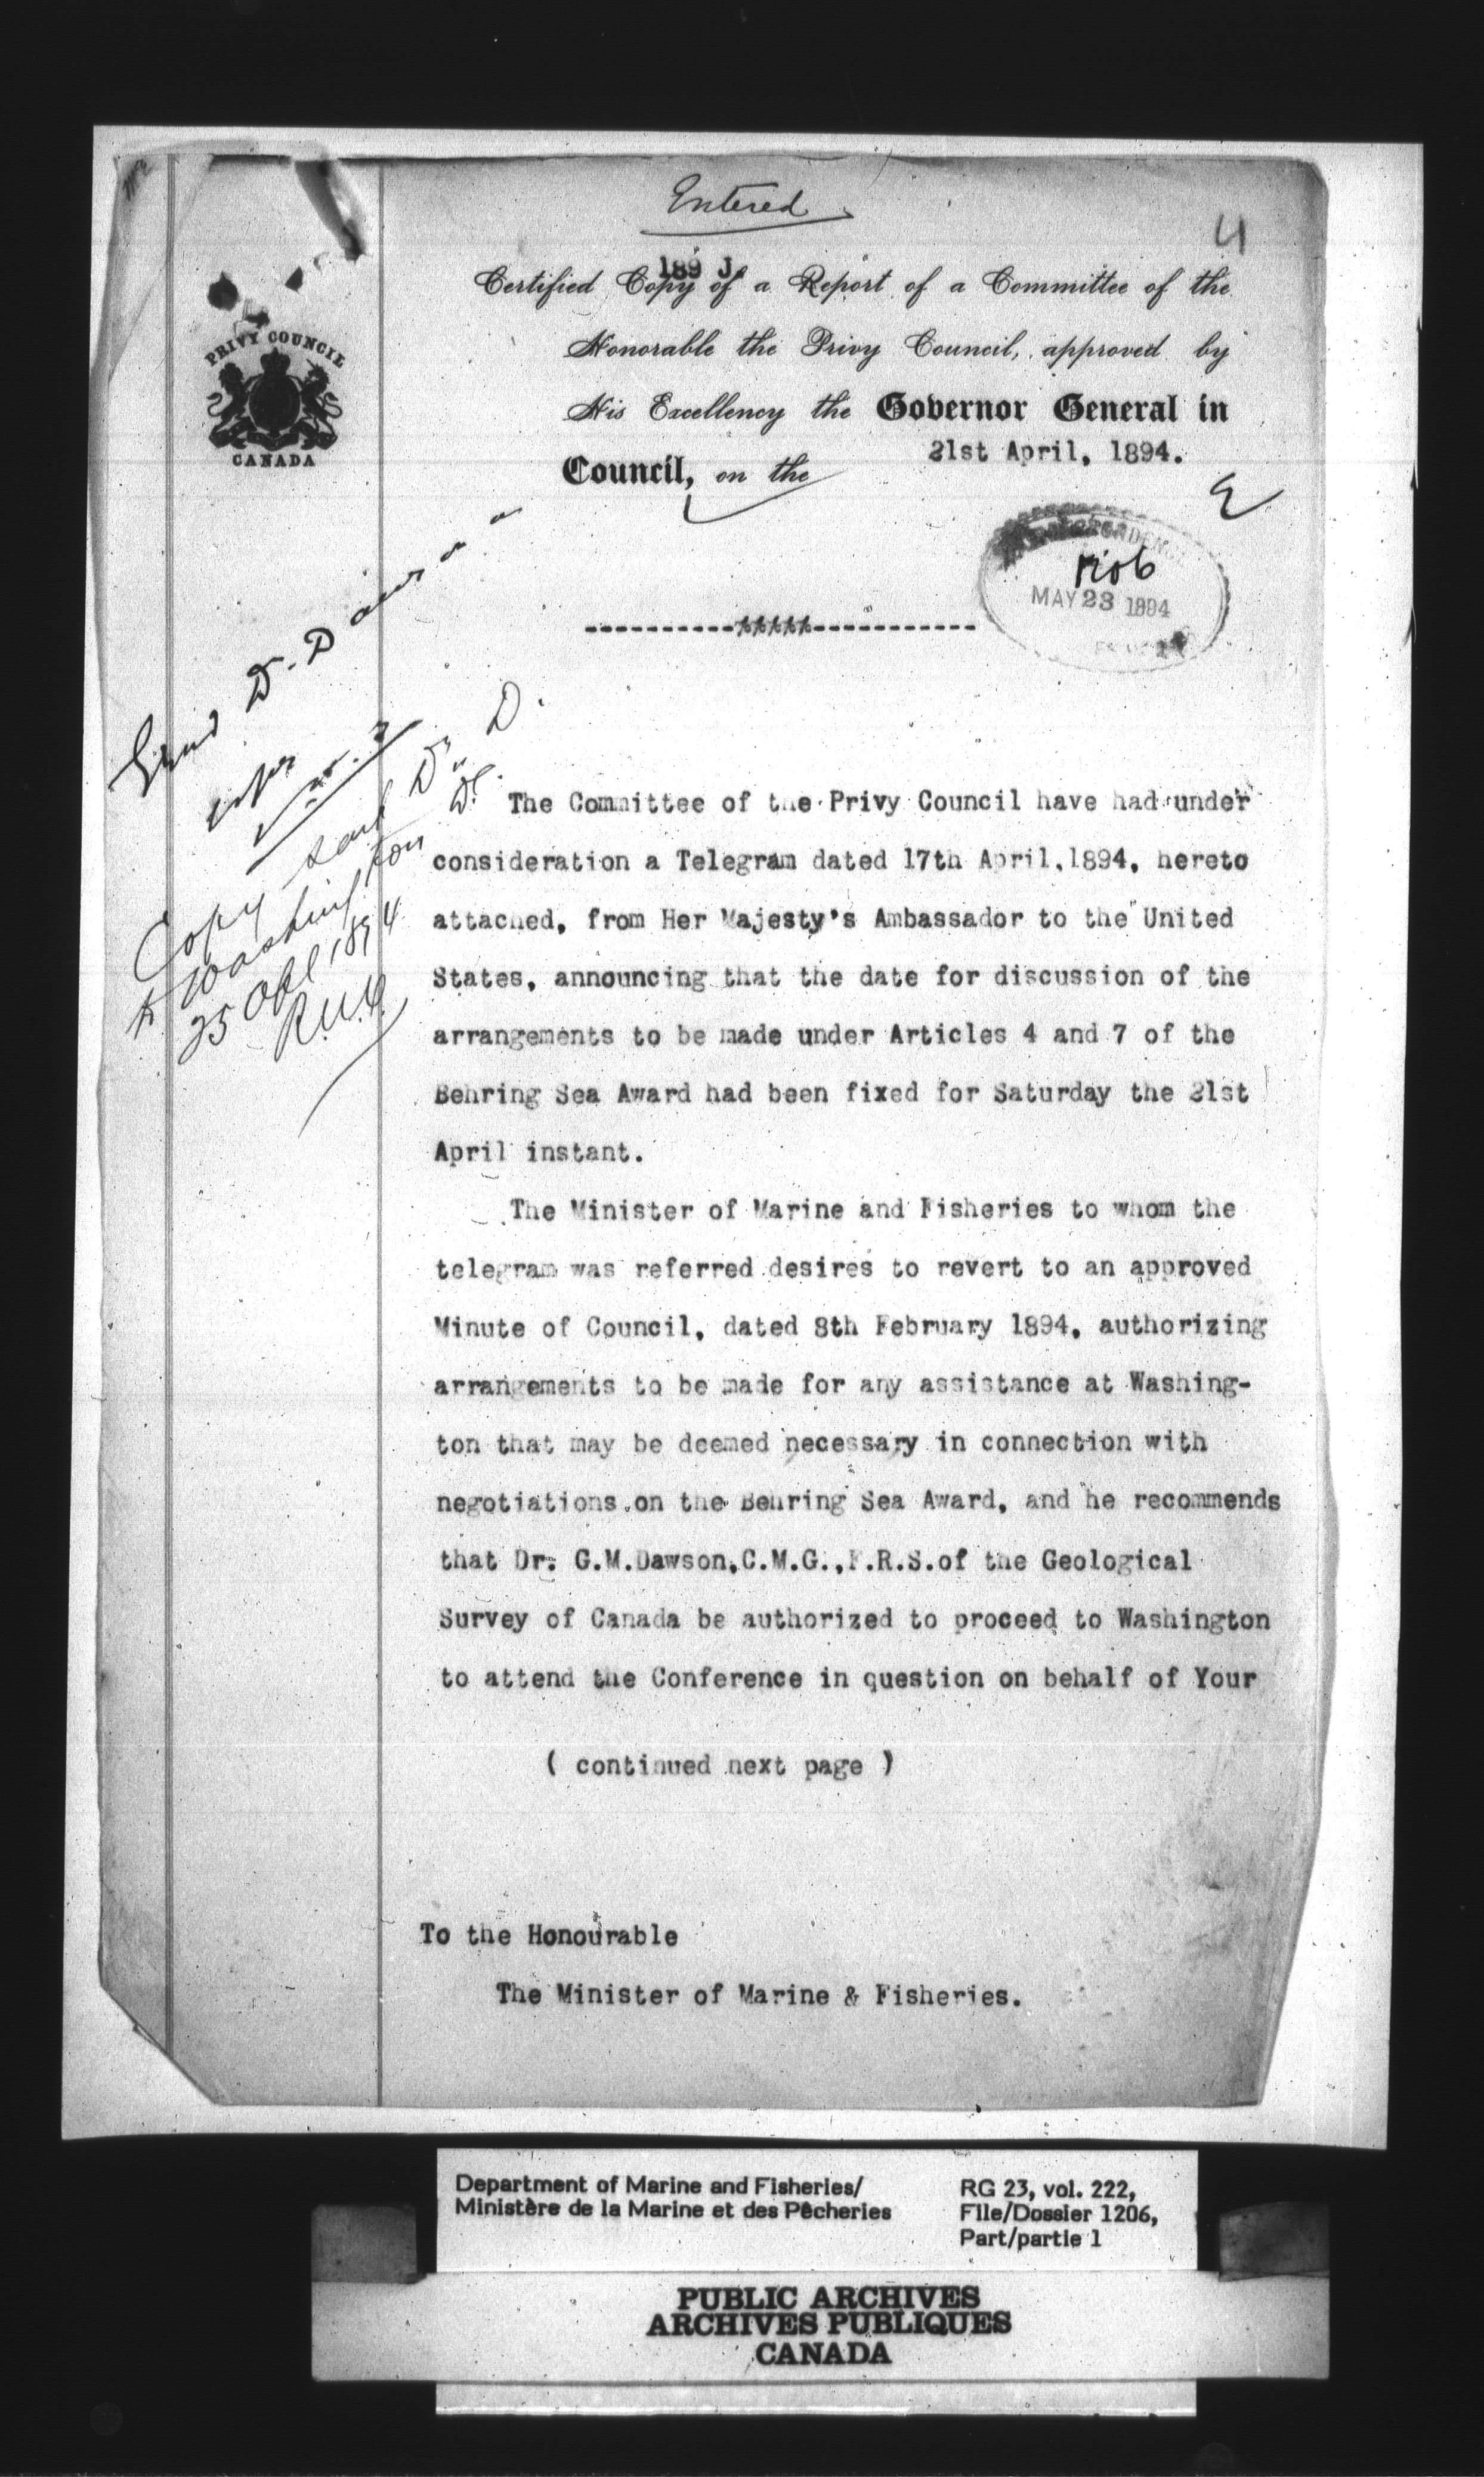 Entered
4
189 J.
Certified Copy of a Report of a Committee of the
Honorable the Privy Council, approved by
His Excellency the Governor General in
21st April, 1894.
Council, on the
PRIVY COUNCIL
CANADA
1206
MAY 23 1894
Send Dr. Dawson
copy
Copy sent Dr. D.
to Washington
25 Apl 1894
The Committee of the Privy Council have had under
consideration a Telegram dated 17th April,1894, hereto
attached, from Her Majesty's Ambassador to the United
States, announcing that the date for discussion of the
arrangements to be made under Articles 4 and 7 of the
Behring Sea Award had been fixed for Saturday the 21st
April instant.
The Minister of Marine and Fisheries to whom the
telegram was referred desires to revert to an approved
Minute of Council, dated 8th February 1894, authorizing
arrangements to be made for any assistance at Washing-
ton that may be deemed necessary in connection with
negotiations on the Behring Sea Award, and he recommends
that Dr. G.M.Dawson,C.M.G.,F.R.S.of the Geological
Survey of Canada be authorized to proceed to Washington
to attend the Conference in question on behalf of Your
( continued next page )
To the Honourable
The Minister of Marine & Fisheries.
Department of Marine and Fisheries/
Ministère de la Marine et des Pêcheries
RG 23, vol. 222,
File/Dossier 1206,
Part/partie 1
PUBLIC ARCHIVES
ARCHIVES PUBLIQUES
CANADA